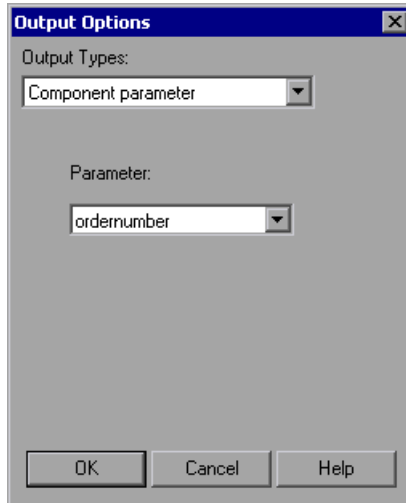 Output Options
Output Types:
Component parameter
Parameter:
ordernumber
OK Cancel Help